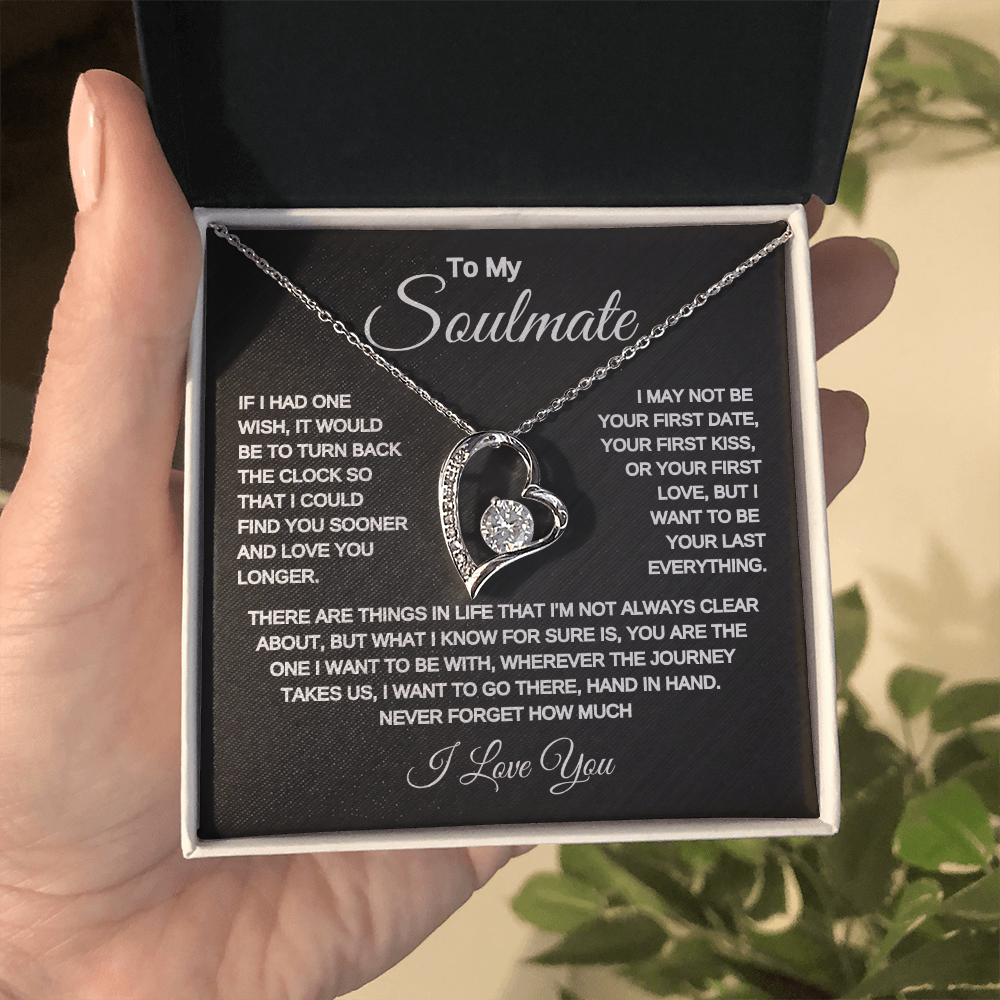 To My
Soulmate
IF I HAD ONE
WISH, IT WOULD
BE TO TURN BACK
THE CLOCK SO
THAT I COULD
FIND YOU SOONER
AND LOVE YOU
LONGER.
I MAY NOT BE
YOUR FIRST DATE,
YOUR FIRST KISS,
OR YOUR FIRST
LOVE, BUT I
WANT TO BE
YOUR LAST
EVERYTHING.
THERE ARE THINGS IN LIFE THAT I'M NOT ALWAYS CLEAR
ABOUT, BUT WHAT I KNOW FOR SURE IS, YOU ARE THE
ONE I WANT TO BE WITH, WHEREVER THE JOURNEY
TAKES US, I WANT TO GO THERE, HAND IN HAND.
NEVER FORGET HOW MUCH
I Love You